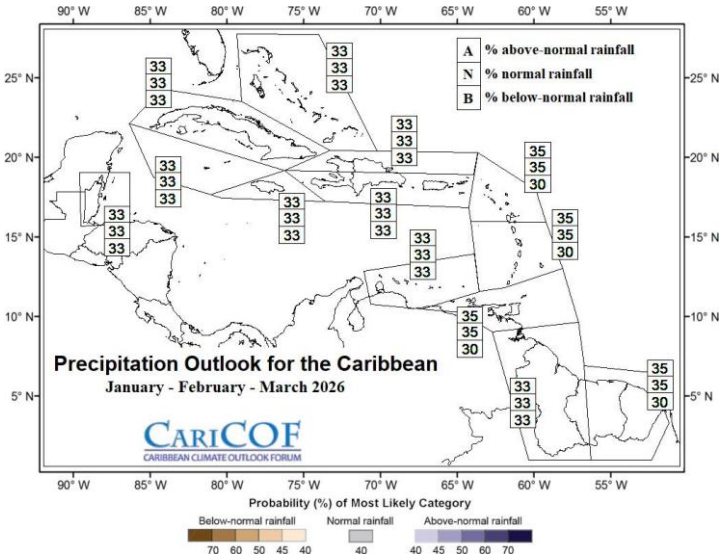 33
33
33
A % above-normal rainfall
N % normal rainfall
B % below-normal rainfall
25° N
25° N
33
33
33
33
33
33
20° N
20° N
35
35
30
33
33
33
33
33
33
33
33
33
35
35
30
33
33
33
15° N
15° N
33
33
33
10° N
10° N
35
35
30
Precipitation Outlook for the Caribbean
January - February - March 2026
35
35
30
33
33
33
5° N
5° N
CARICOF
CARIBBEAN CLIMATE OUTLOOK FORUM
90° W 85° W 80° W 75° W 70° W 65° W 60° W 55° W
90° W 85° W 80° W 75° W 70° W 65° W 60° W 55° W
Probability (%) of Most Likely Category
Below-normal rainfall Normal rainfall Above-normal rainfall
70 60 50 45 40 40 40 45 50 60 70